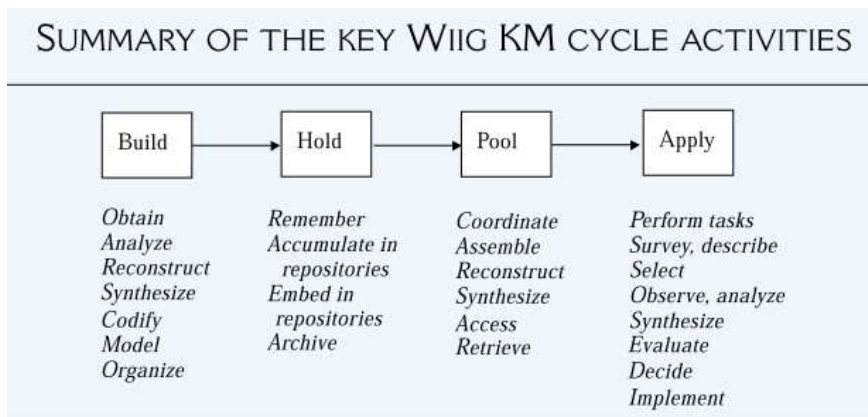 SUMMARY OF THE KEY WIIG KM CYCLE ACTIVITIES
Build
Hold
Pool
Apply
Obtain
Analyze
Reconstruct
Synthesize
Codify
Model
Organize
Remember
Accumulate in
repositories
Embed in
repositories
Archive
Coordinate
Assemble
Reconstruct
Synthesize
Access
Retrieve
Perform tasks
Survey, describe
Select
Observe, analyze
Synthesize
Evaluate
Decide
Implement